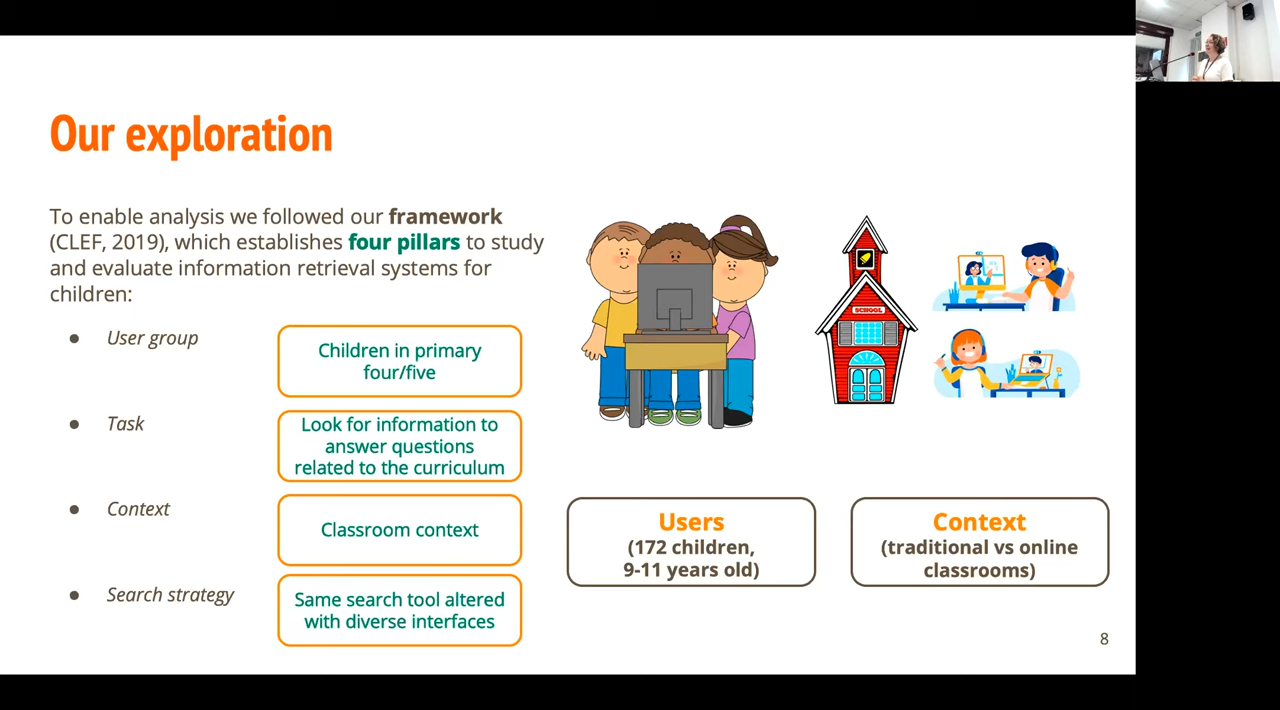 Our exploration
To enable analysis we followed our framework
(CLEF, 2019), which establishes four pillars to study
and evaluate information retrieval systems for
children:
● User group
Children in primary
four/five
● Task
Look for information to
answer questions
related to the curriculum
● Context
Classroom context
● Search strategy
Same search tool altered
with diverse interfaces
SCHOOL
Users
(172 children,
9-11 years old)
Context
(traditional vs online
classrooms)
8